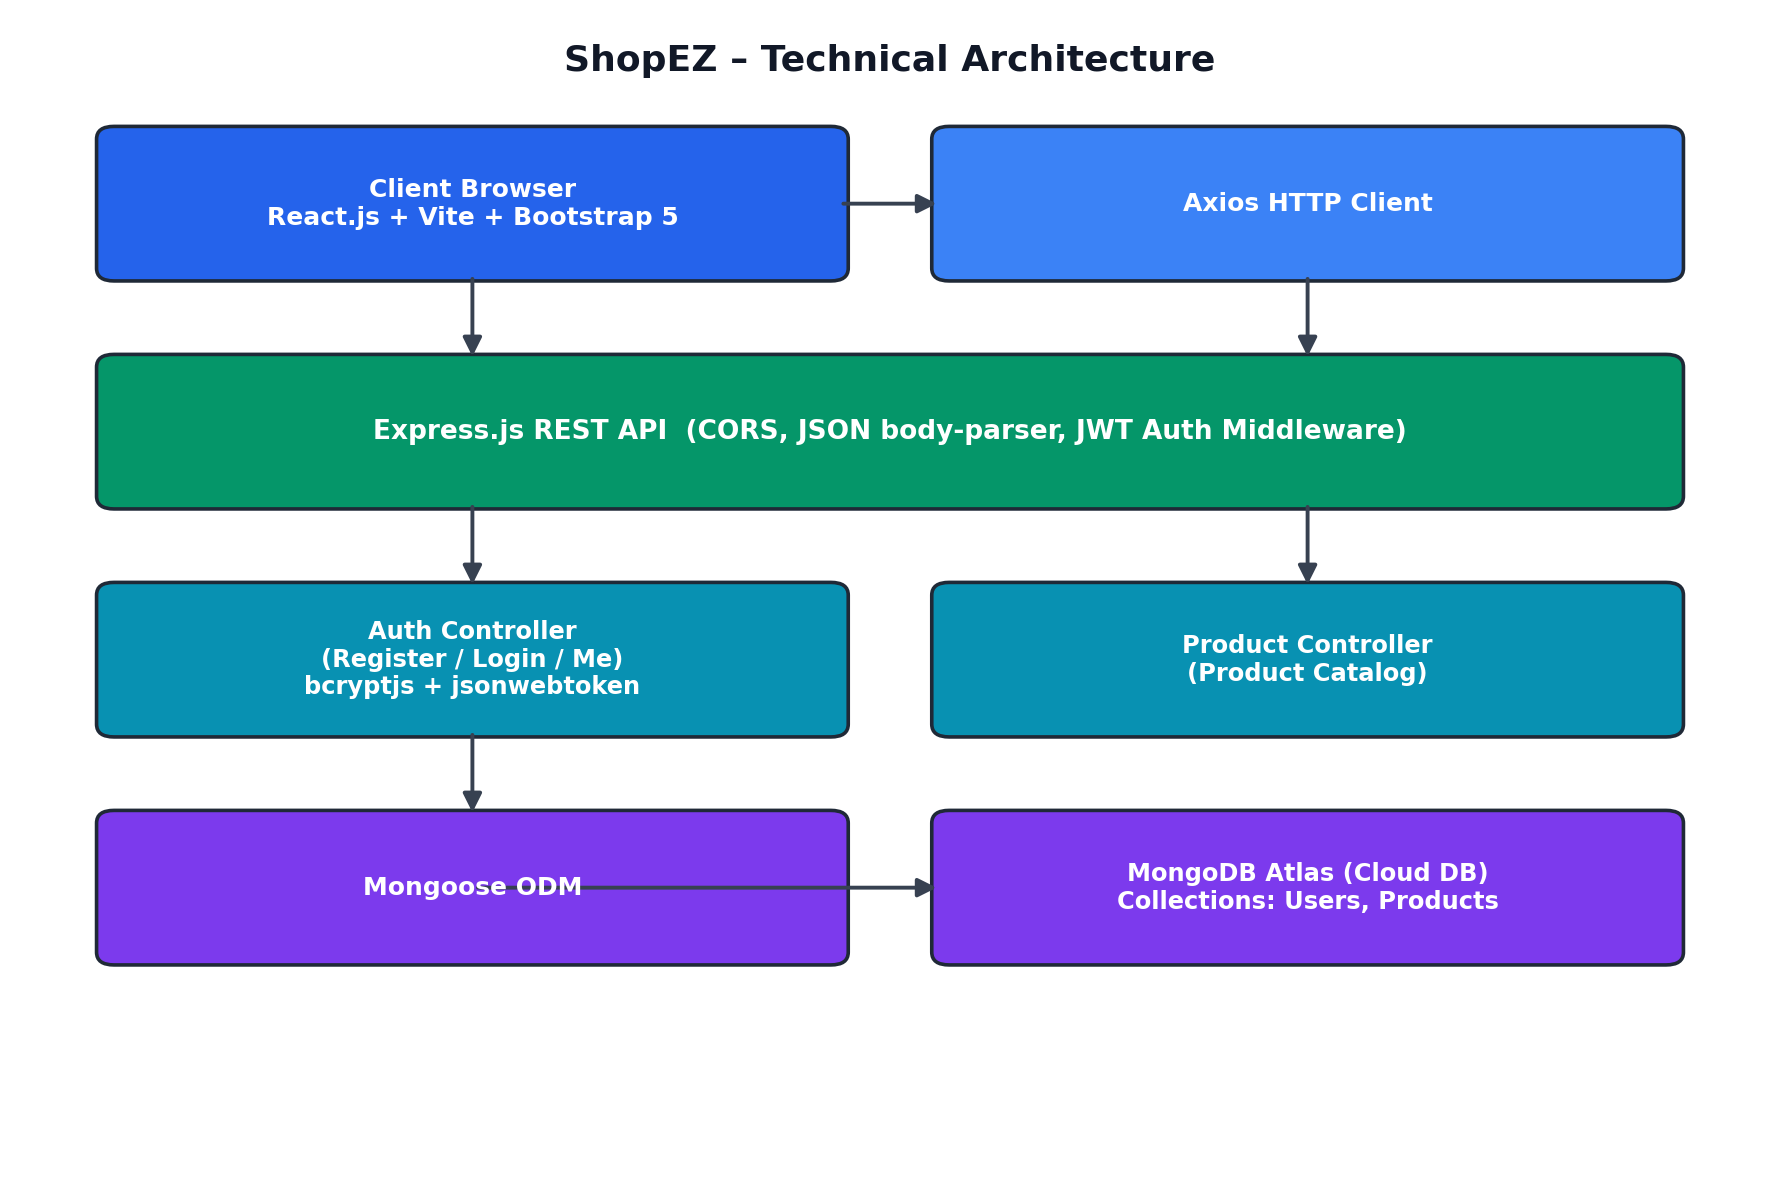 ShopEZ – Technical Architecture
Client Browser
React.js + Vite + Bootstrap 5
Axios HTTP Client
Express.js REST API  (CORS, JSON body-parser, JWT Auth Middleware)
Auth Controller
(Register / Login / Me)
bcryptjs + jsonwebtoken
Product Controller
(Product Catalog)
Mongoose ODM
MongoDB Atlas (Cloud DB)
Collections: Users, Products